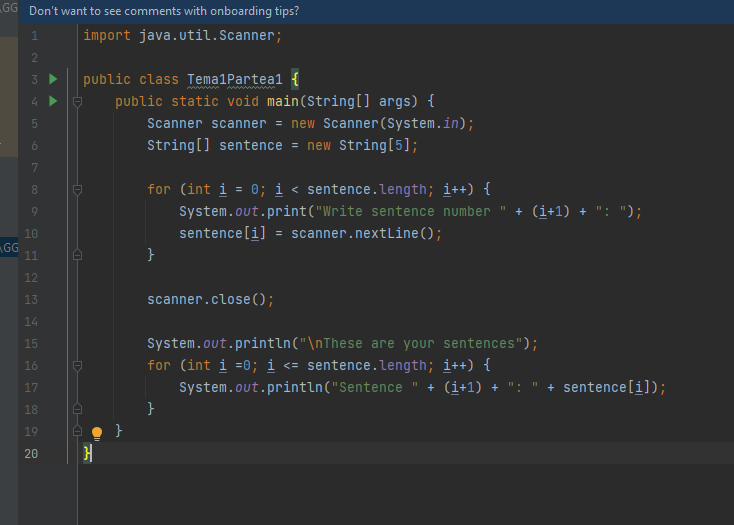 \GG
Don't want to see comments with onboarding tips?
1 import java.util.Scanner;
2
3 public class Tema1Partea1 {
4     public static void main(String[] args) {
5         Scanner scanner = new Scanner(System.in);
6         String[] sentence = new String[5];
7
8         for (int i = 0; i < sentence.length; i++) {
9             System.out.print("Write sentence number " + (i+1) + ": ");
10             sentence[i] = scanner.nextLine();
11         }
12
13         scanner.close();
14
15         System.out.println("\nThese are your sentences");
16         for (int i =0; i <= sentence.length; i++) {
17             System.out.println("Sentence " + (i+1) + ": " + sentence[i]);
18         }
19     }
20 }
\GG